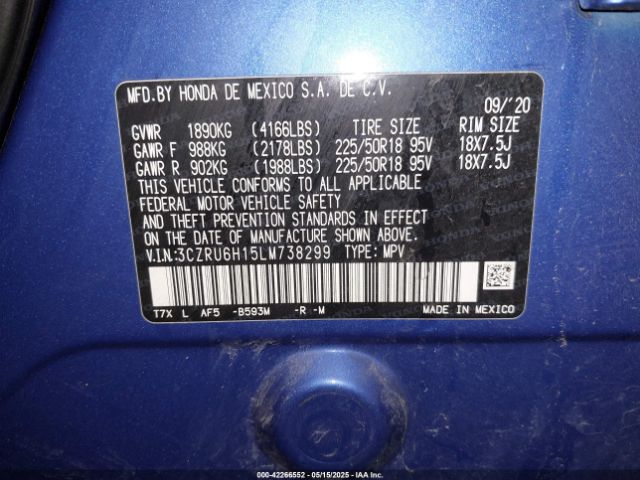 MFD.BY HONDA DE MEXICO S.A. DE C.V.
09/'20
GVWR 1890KG (4166LBS) TIRE SIZE RIM SIZE
GAWR F 988KG (2178LBS) 225/50R18 95V 18X7.5J
GAWR R 902KG (1988LBS) 225/50R18 95V 18X7.5J
THIS VEHICLE CONFORMS TO ALL APPLICABLE
FEDERAL MOTOR VEHICLE SAFETY
AND THEFT PREVENTION STANDARDS IN EFFECT
ON THE DATE OF MANUFACTURE SHOWN ABOVE.
V.I.N:3CZRU6H15LM738299 TYPE: MPV
T7X L AF5 -B593M -R -M MADE IN MEXICO
000-42266552 — 05/15/2025 — IAA Inc.